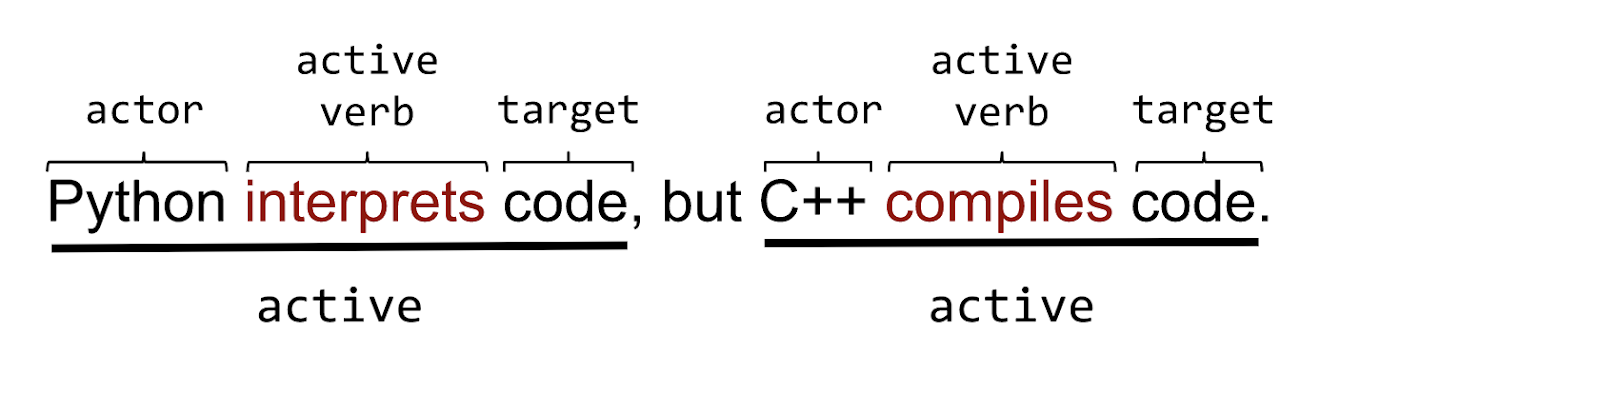 active active
actor verb target actor verb target
Python interprets code, but C++ compiles code.
active active